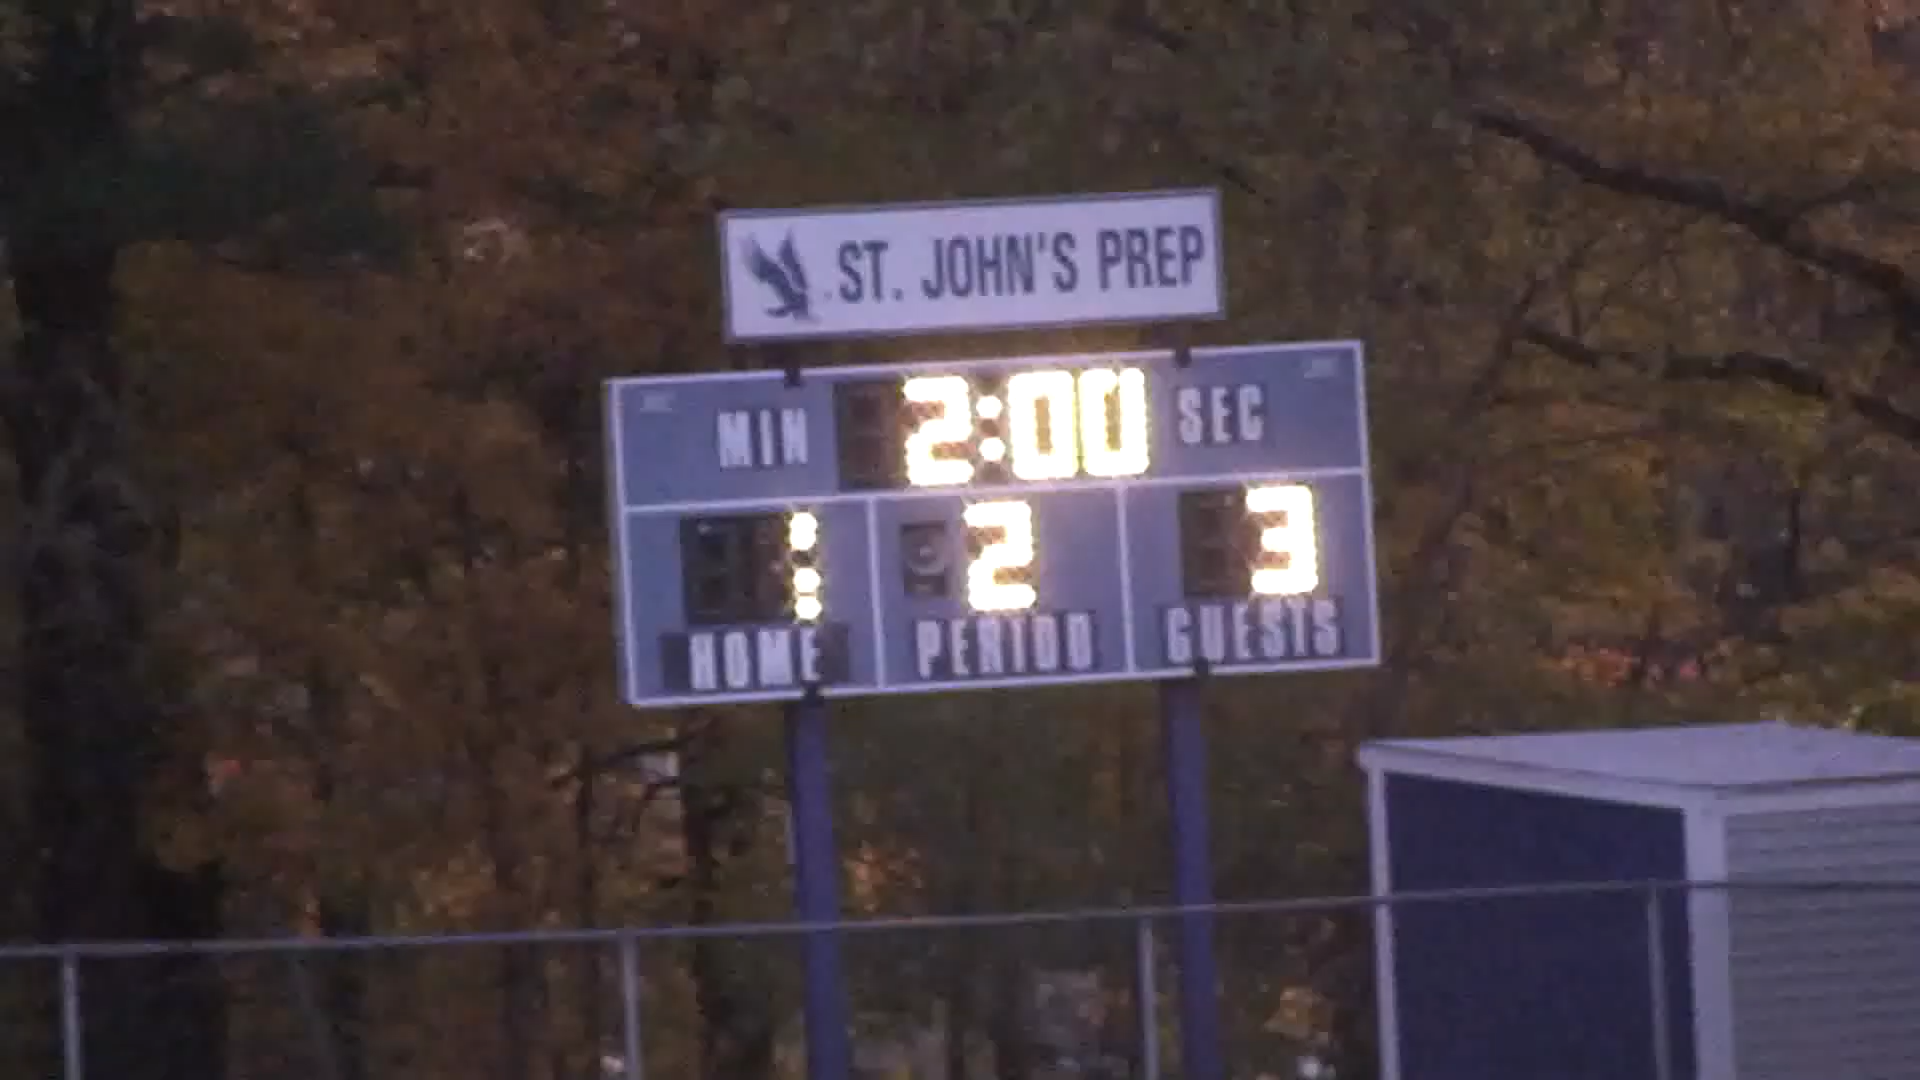 ST. JOHN'S PREP
MIN 2:00 SEC
1 2 3
HOME PERIOD GUESTS